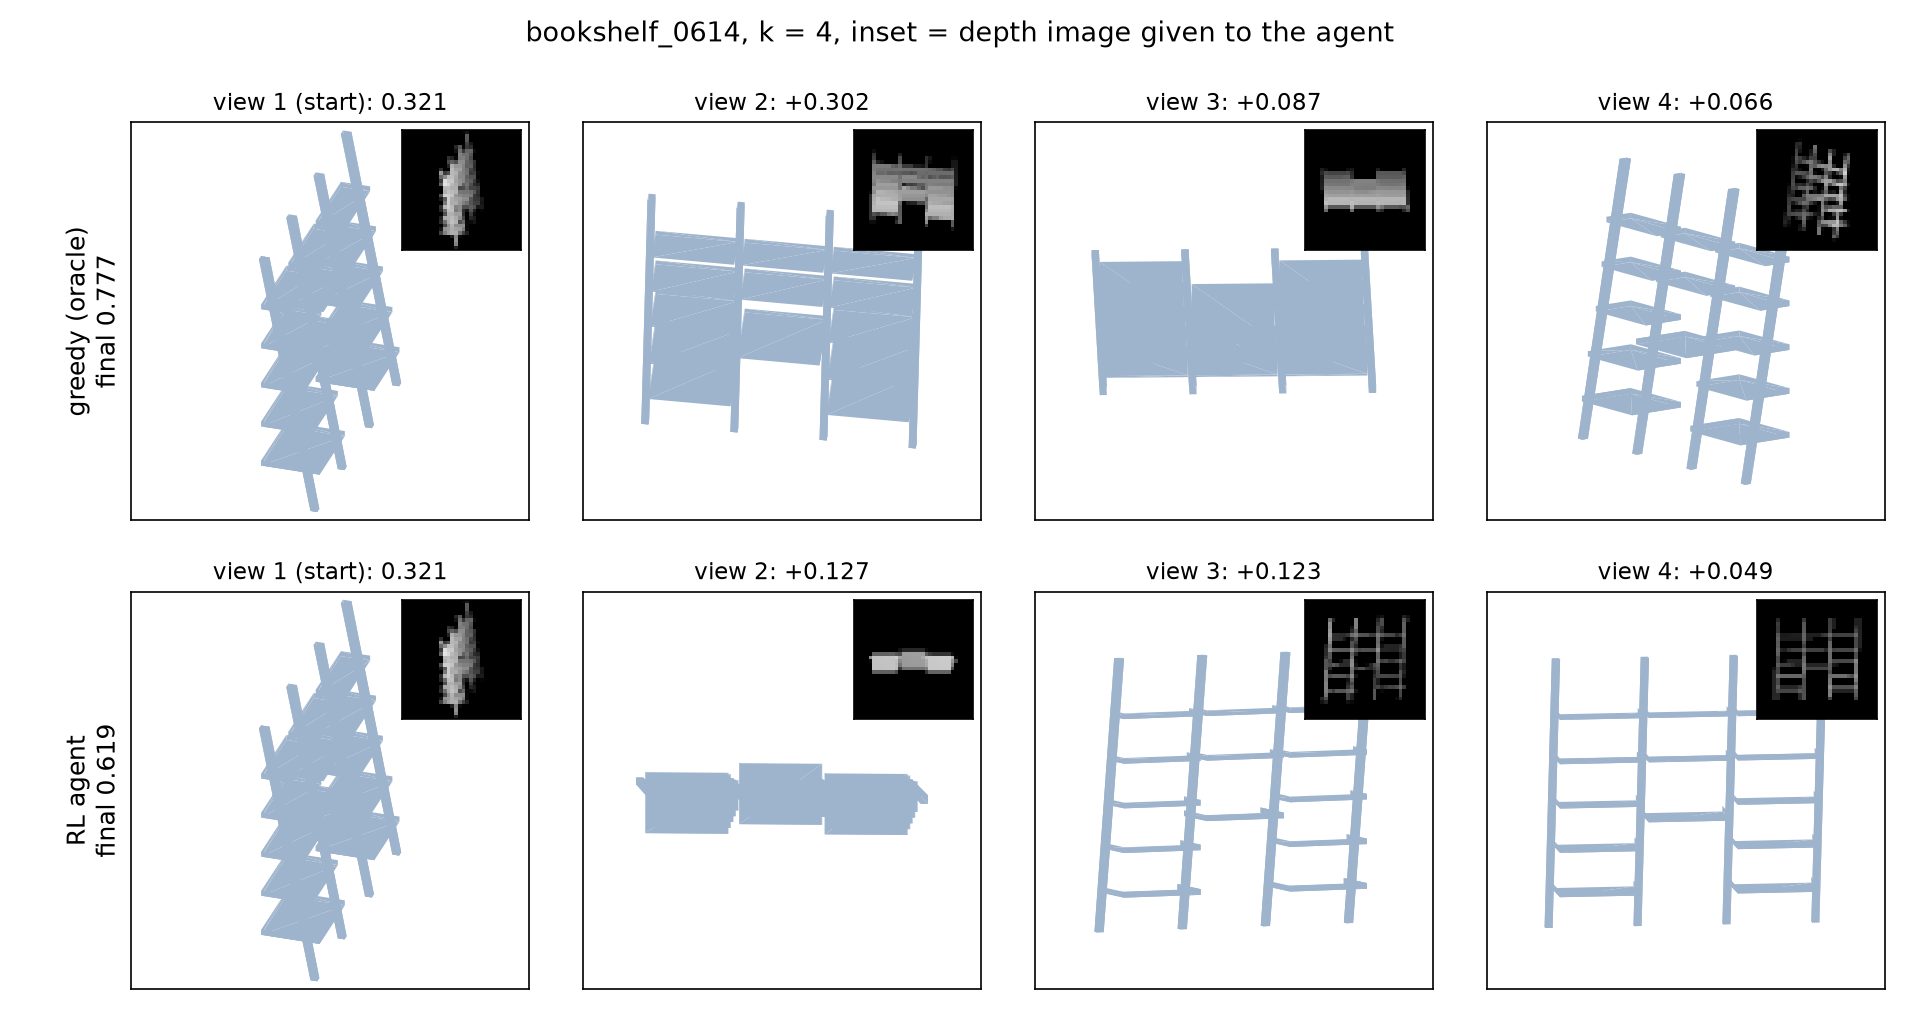 bookshelf_0614, k = 4, inset = depth image given to the agent
greedy (oracle)
final 0.777
view 1 (start): 0.321
view 2: +0.302
view 3: +0.087
view 4: +0.066
RL agent
final 0.619
view 1 (start): 0.321
view 2: +0.127
view 3: +0.123
view 4: +0.049